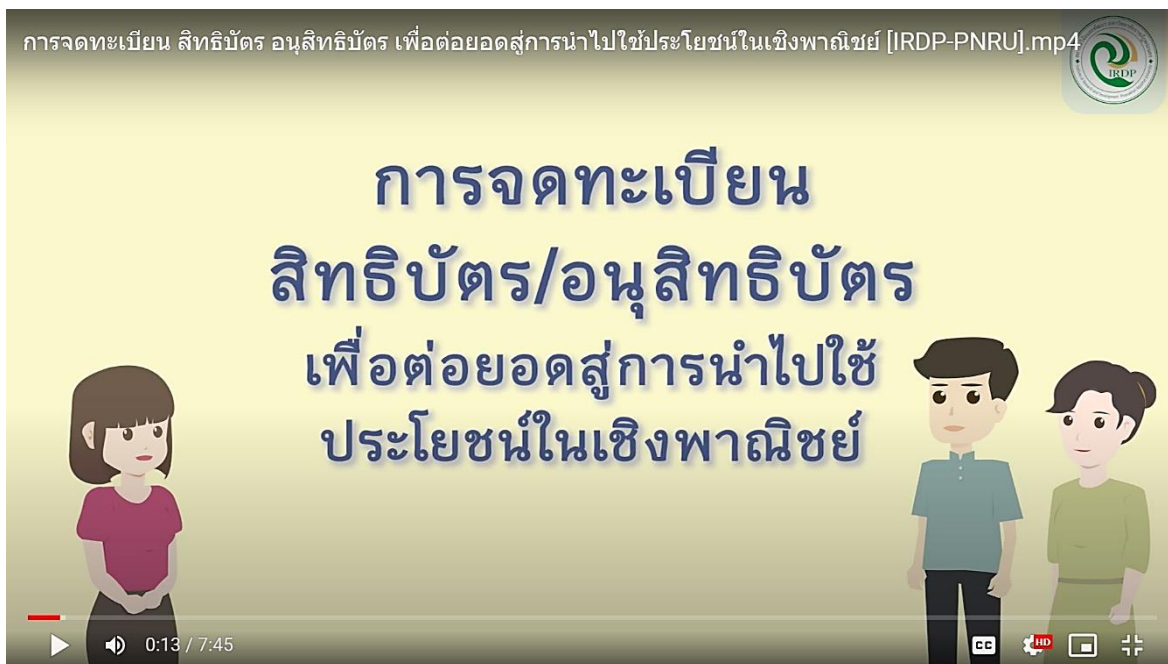 การจดทะเบียน สิทธิบัตร อนุสิทธิบัตร เพื่อต่อยอดสู่การนำไปใช้ประโยชน์ในเชิงพาณิชย์ [IRDP-PNRU].mp4
IRDP
การจดทะเบียน
สิทธิบัตร/อนุสิทธิบัตร
เพื่อต่อยอดสู่การนำไปใช้
ประโยชน์ในเชิงพาณิชย์
0:13 / 7:45
CC
HD